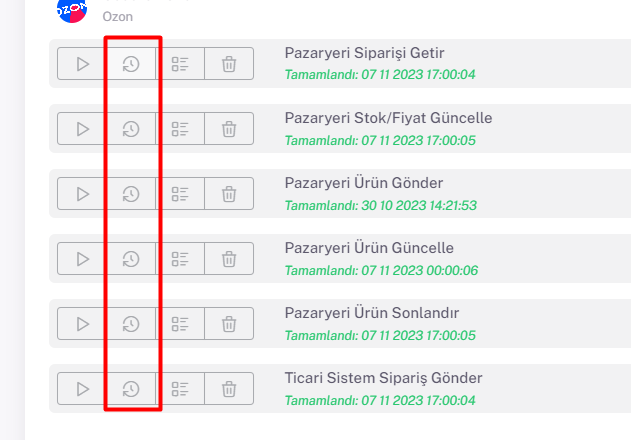 OZON
Ozon
Pazaryeri Siparişi Getir
Tamamlandı: 07 11 2023 17:00:04
Pazaryeri Stok/Fiyat Güncelle
Tamamlandı: 07 11 2023 17:00:05
Pazaryeri Ürün Gönder
Tamamlandı: 30 10 2023 14:21:53
Pazaryeri Ürün Güncelle
Tamamlandı: 07 11 2023 00:00:06
Pazaryeri Ürün Sonlandır
Tamamlandı: 07 11 2023 17:00:05
Ticari Sistem Sipariş Gönder
Tamamlandı: 07 11 2023 17:00:04